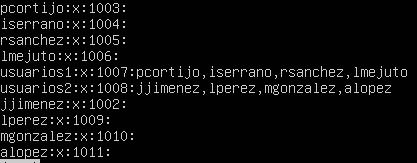 pcortijo:x:1003:
iserrano:x:1004:
rsanchez:x:1005:
lmejuto:x:1006:
usuarios1:x:1007:pcortijo,iserrano,rsanchez,lmejuto
usuarios2:x:1008:jjimenez,lperez,mgonzalez,alopez
jjimenez:x:1002:
lperez:x:1009:
mgonzalez:x:1010:
alopez:x:1011: